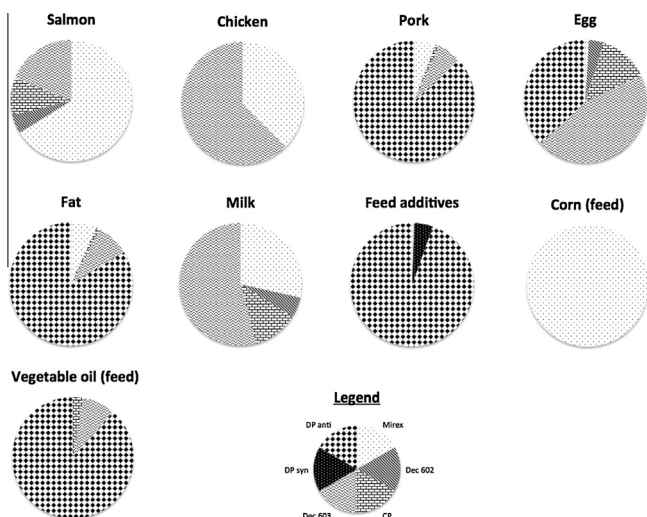 Salmon
Chicken
Pork
Egg
Fat
Milk
Feed additives
Corn (feed)
Vegetable oil (feed)
Legend
DP anti
Mirex
DP syn
Dec 602
Dec 603
CP